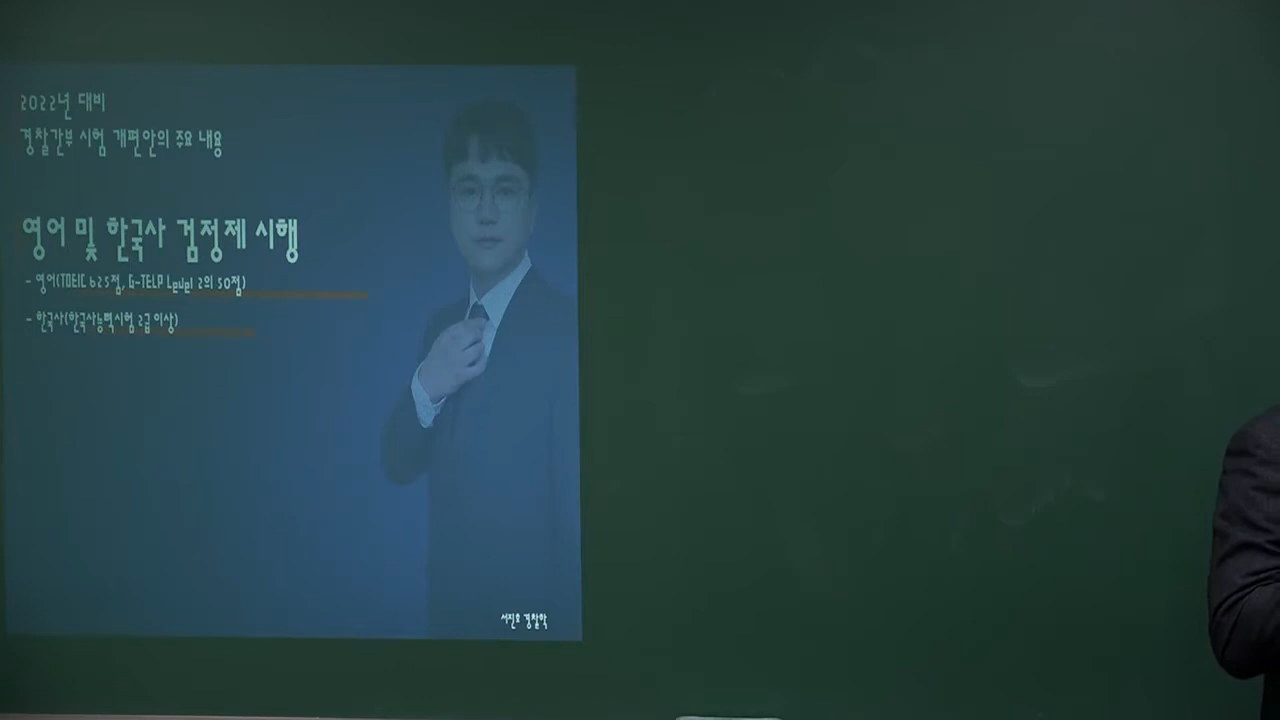 2022년 대비
경찰간부 시험 개편안의 주요 내용
영어 및 한국사 검정제 시행
- 영어(TOEIC 625점, G-TELP Level 2의 50점)
- 한국사(한국사능력시험 2급 이상)
서진호 경찰학